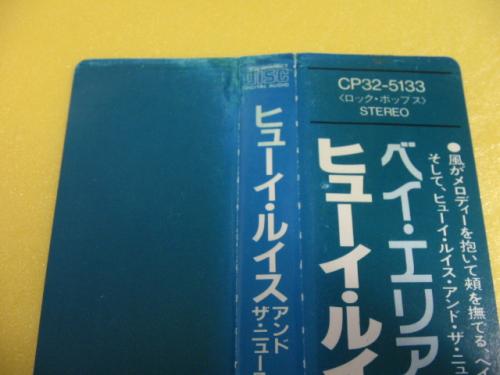 COMPACT
disc
DIGITAL AUDIO
ヒューイ・ルイス
アンド
ザ・ニュー
CP32-5133
〈ロック・ポップス〉
STEREO
●風がメロディーを抱いて頬を撫でる、ベイ
そして、ヒューイ・ルイス・アンド・ザ・ニュ
ベイ・エリア
ヒューイ・ルイ